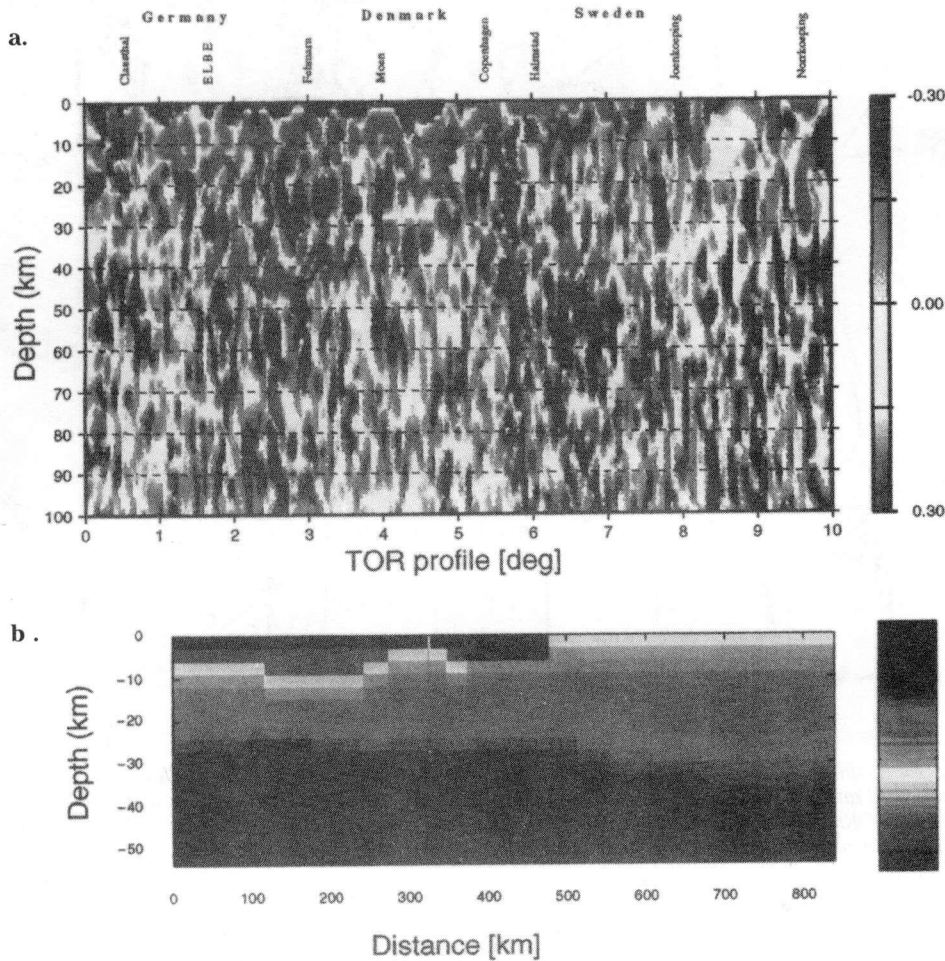 a.
Germany Denmark Sweden
Clausthal ELBE Fehmarn Moen Copenhagen Halmstad Joenkoeping Norrkoeping
0 10 20 30 40 50 60 70 80 90 100
Depth (km)
0 1 2 3 4 5 6 7 8 9 10
TOR profile [deg]
-0.30
0.00
0.30
b .
0 -10 -20 -30 -40 -50
Depth (km)
0 100 200 300 400 500 600 700 800
Distance [km]